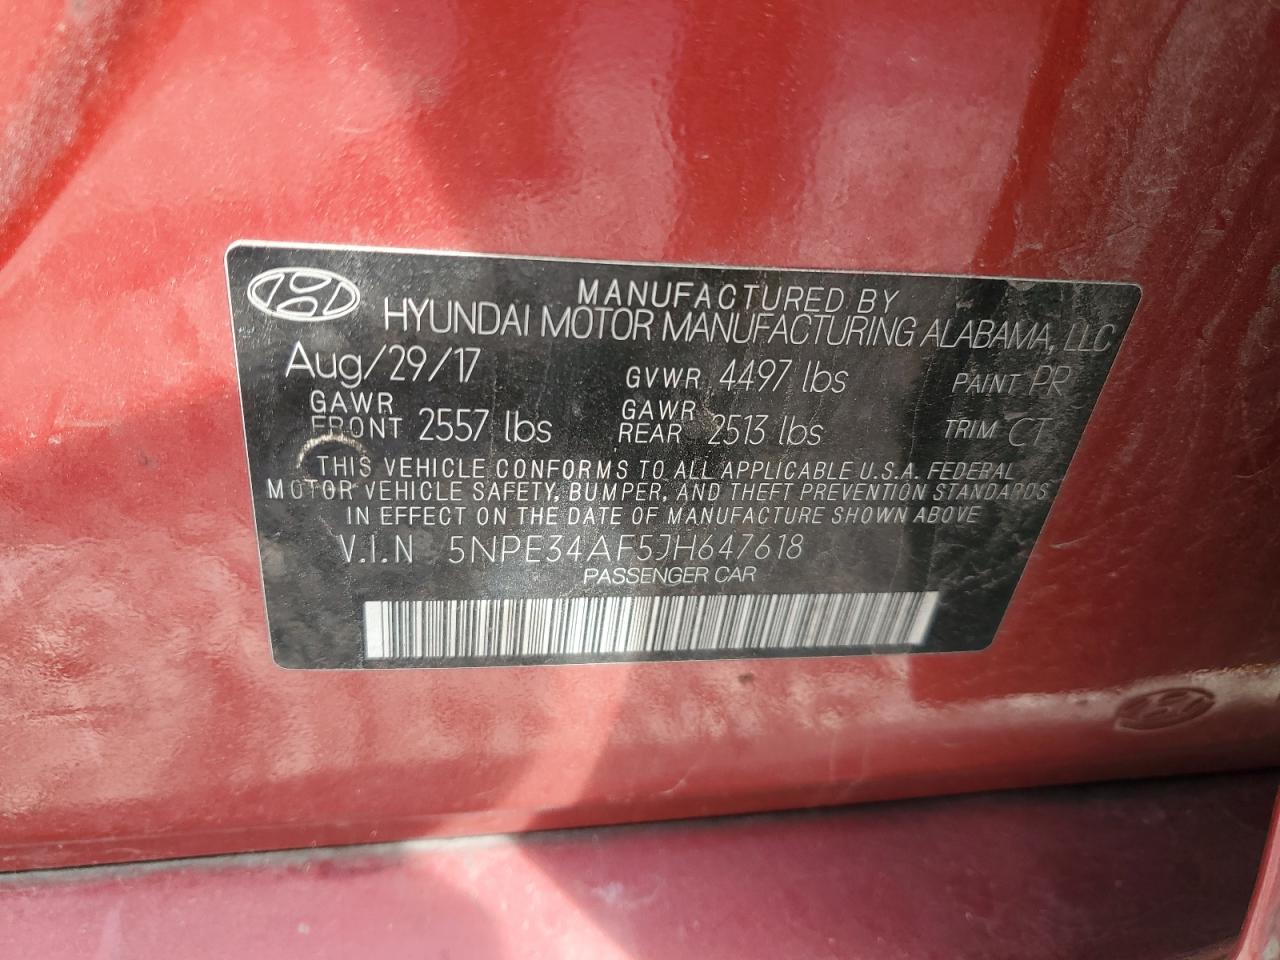 MANUFACTURED BY
HYUNDAI MOTOR MANUFACTURING ALABAMA, LLC
Aug/29/17 GVWR 4497 lbs PAINT PR
GAWR FRONT 2557 lbs GAWR REAR 2513 lbs TRIM CT
THIS VEHICLE CONFORMS TO ALL APPLICABLE U.S.A. FEDERAL
MOTOR VEHICLE SAFETY, BUMPER, AND THEFT PREVENTION STANDARDS
IN EFFECT ON THE DATE OF MANUFACTURE SHOWN ABOVE
V.I.N 5NPE34AF5JH647618
PASSENGER CAR